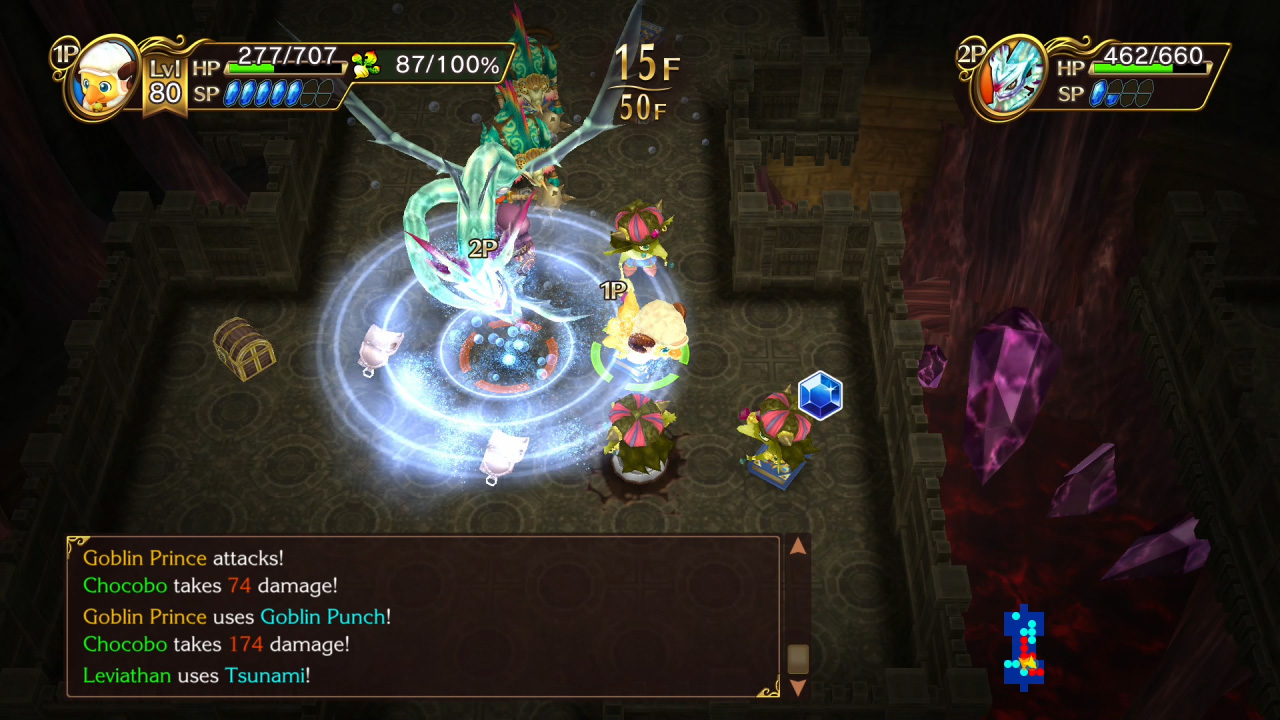 1P
Lvl
80
HP 277/707
87/100%
SP
15F
50F
2P
HP 462/660
SP
2P
1P
Goblin Prince attacks!
Chocobo takes 74 damage!
Goblin Prince uses Goblin Punch!
Chocobo takes 174 damage!
Leviathan uses Tsunami!